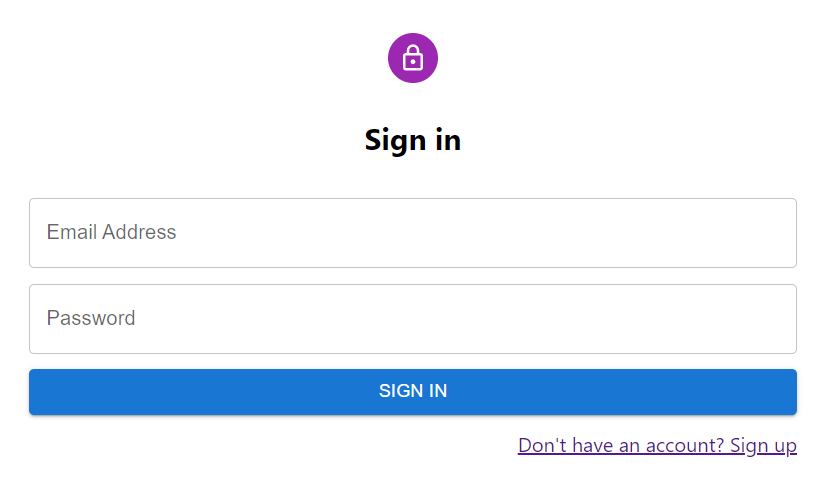 Sign in
Email Address
Password
SIGN IN
Don't have an account? Sign up